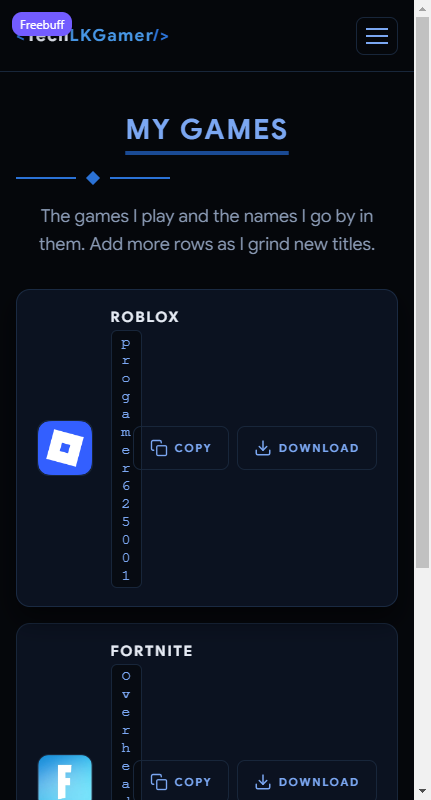 Freebuff
<TechLKGamer/>
MY GAMES
The games I play and the names I go by in
them. Add more rows as I grind new titles.
ROBLOX
p
r
o
g
a
m
e
r
6
2
5
0
0
1
COPY
DOWNLOAD
FORTNITE
O
v
e
r
h
e
a
d
COPY
DOWNLOAD